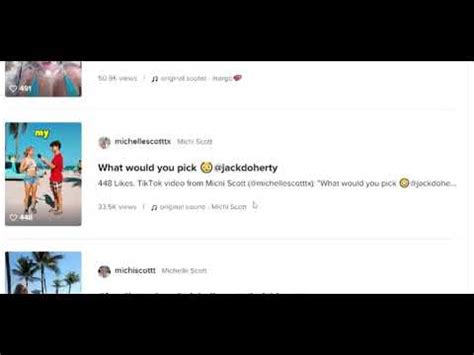 50.9K views | ♫ original sound - margo
491
my
michellescotttx Michi Scott
What would you pick 😳@jackdoherty
448 Likes. TikTok video from Michi Scott (@michellescotttx): "What would you pick 😳@jackdohe...
33.5K views | ♫ original sound - Michi Scott
448
michiscottt Michelle Scott